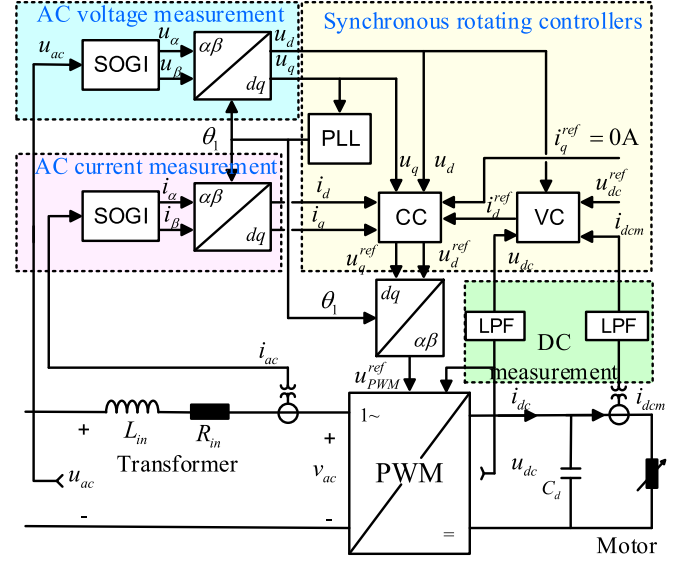 AC voltage measurement
Synchronous rotating controllers
u_ac
SOGI
u_α
u_β
αβ
dq
u_d
u_q
θ_1
PLL
u_q
u_d
i_q^ref = 0A
AC current measurement
SOGI
i_α
i_β
αβ
dq
i_d
i_q
CC
i_d^ref
VC
u_dc^ref
i_dcm
u_q^ref
u_d^ref
u_dc
θ_1
dq
αβ
LPF
LPF
DC
measurement
i_ac
u_PWM^ref
i_dc
i_dcm
+
L_in
R_in
+
1~
Transformer
u_ac
v_ac
PWM
u_dc
C_d
-
-
=
Motor